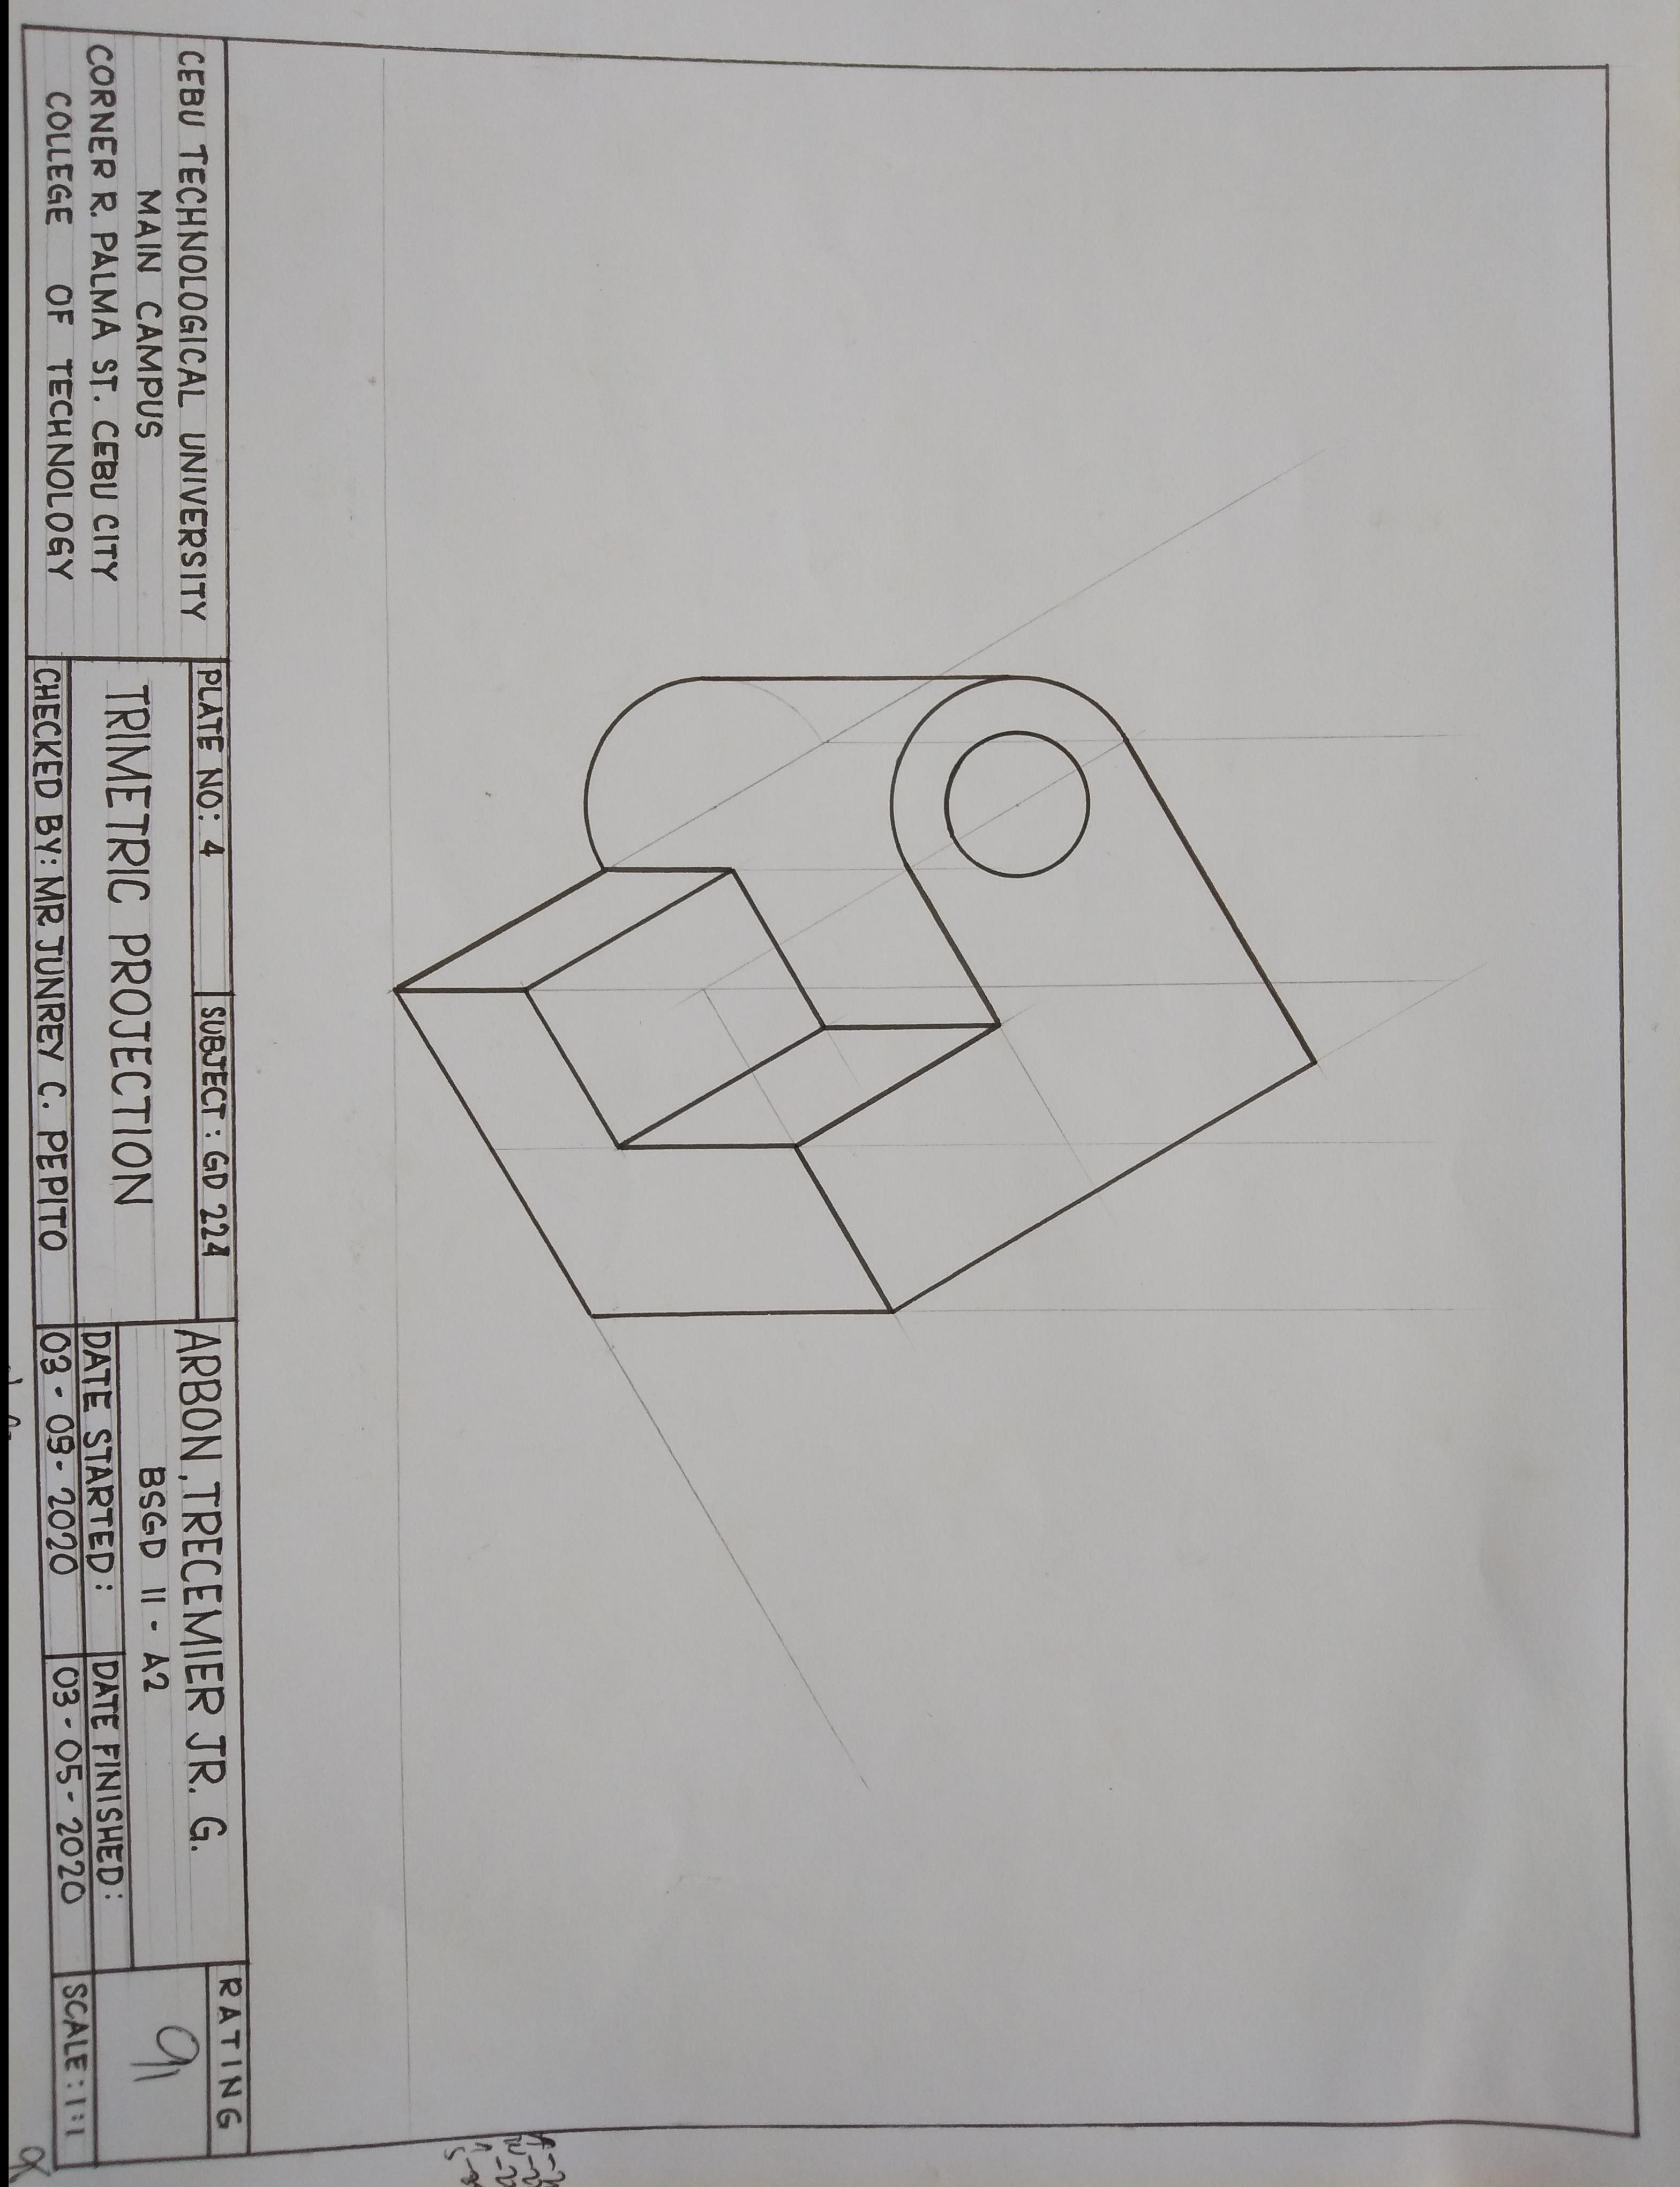 CEBU TECHNOLOGICAL UNIVERSITY
MAIN CAMPUS
CORNER R. PALMA ST. CEBU CITY
COLLEGE OF TECHNOLOGY
PLATE NO: 4
SUBJECT: GD 224
TRIMETRIC PROJECTION
CHECKED BY: MR JUNREY C. PEPITO
ARBON, TRECEMIER JR. G.
BSGD II - A2
DATE STARTED:
03 - 03 - 2020
DATE FINISHED:
03 - 05 - 2020
RATING
91
SCALE: 1:1